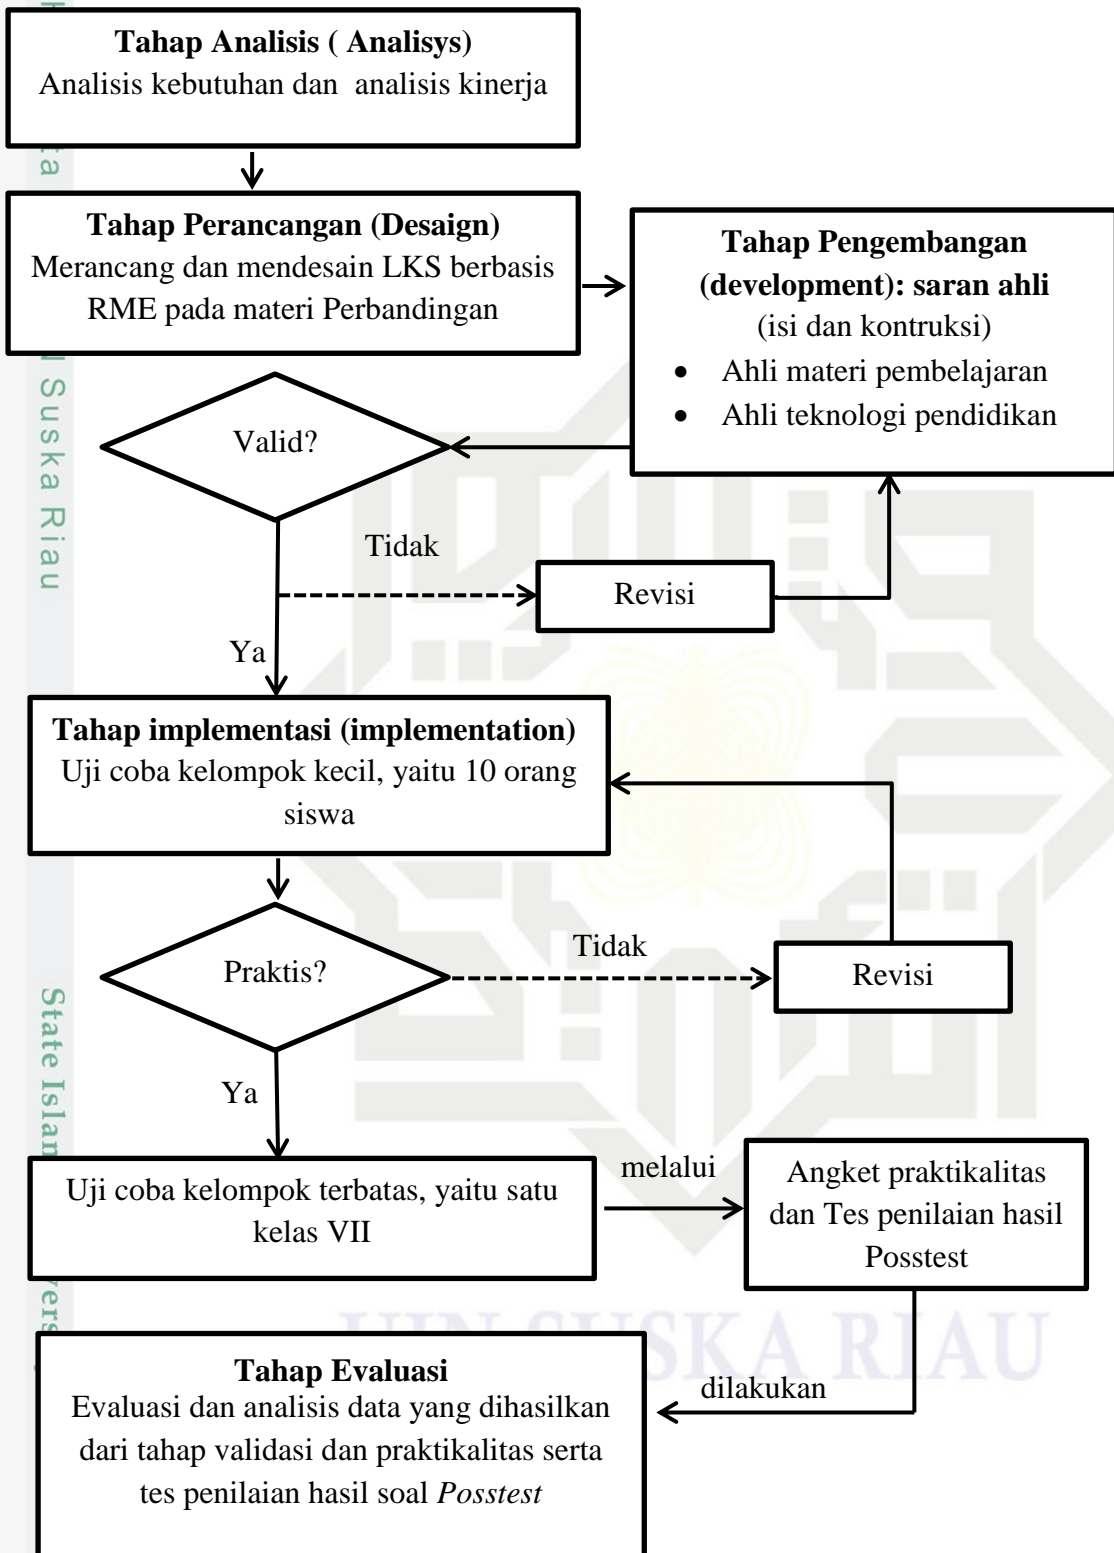 Tahap Analisis ( Analisys)
Analisis kebutuhan dan analisis kinerja
Tahap Perancangan (Desaign)
Merancang dan mendesain LKS berbasis
RME pada materi Perbandingan
Tahap Pengembangan
(development): saran ahli
(isi dan kontruksi)
• Ahli materi pembelajaran
• Ahli teknologi pendidikan
Valid?
Tidak
Revisi
Ya
Tahap implementasi (implementation)
Uji coba kelompok kecil, yaitu 10 orang
siswa
Praktis?
Tidak
Revisi
Ya
Uji coba kelompok terbatas, yaitu satu
kelas VII
melalui
Angket praktikalitas
dan Tes penilaian hasil
Posstest
dilakukan
Tahap Evaluasi
Evaluasi dan analisis data yang dihasilkan
dari tahap validasi dan praktikalitas serta
tes penilaian hasil soal Posstest
Suska Riau
State Islam
UIN SUSKA RIAU